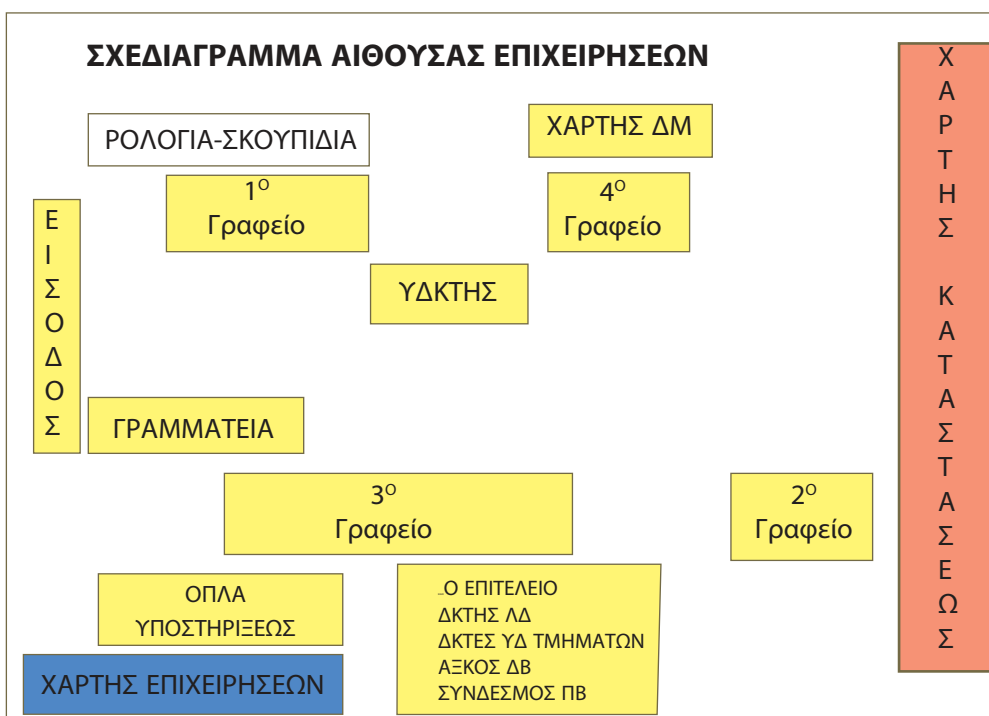 ΣΧΕΔΙΑΓΡΑΜΜΑ ΑΙΘΟΥΣΑΣ ΕΠΙΧΕΙΡΗΣΕΩΝ
ΡΟΛΟΓΙΑ-ΣΚΟΥΠΙΔΙΑ
ΧΑΡΤΗΣ ΔΜ
1Ο
Γραφείο
4Ο
Γραφείο
ΕΙΣΟΔΟΣ
ΥΔΚΤΗΣ
ΓΡΑΜΜΑΤΕΙΑ
3Ο
Γραφείο
2Ο
Γραφείο
ΟΠΛΑ
ΥΠΟΣΤΗΡΙΞΕΩΣ
_Ο ΕΠΙΤΕΛΕΙΟ
ΔΚΤΗΣ ΛΔ
ΔΚΤΕΣ ΥΔ ΤΜΗΜΑΤΩΝ
ΑΞΚΟΣ ΔΒ
ΣΥΝΔΕΣΜΟΣ ΠΒ
ΧΑΡΤΗΣ ΕΠΙΧΕΙΡΗΣΕΩΝ
ΧΑΡΤΗΣ ΚΑΤΑΣΤΑΣΕΩΣ